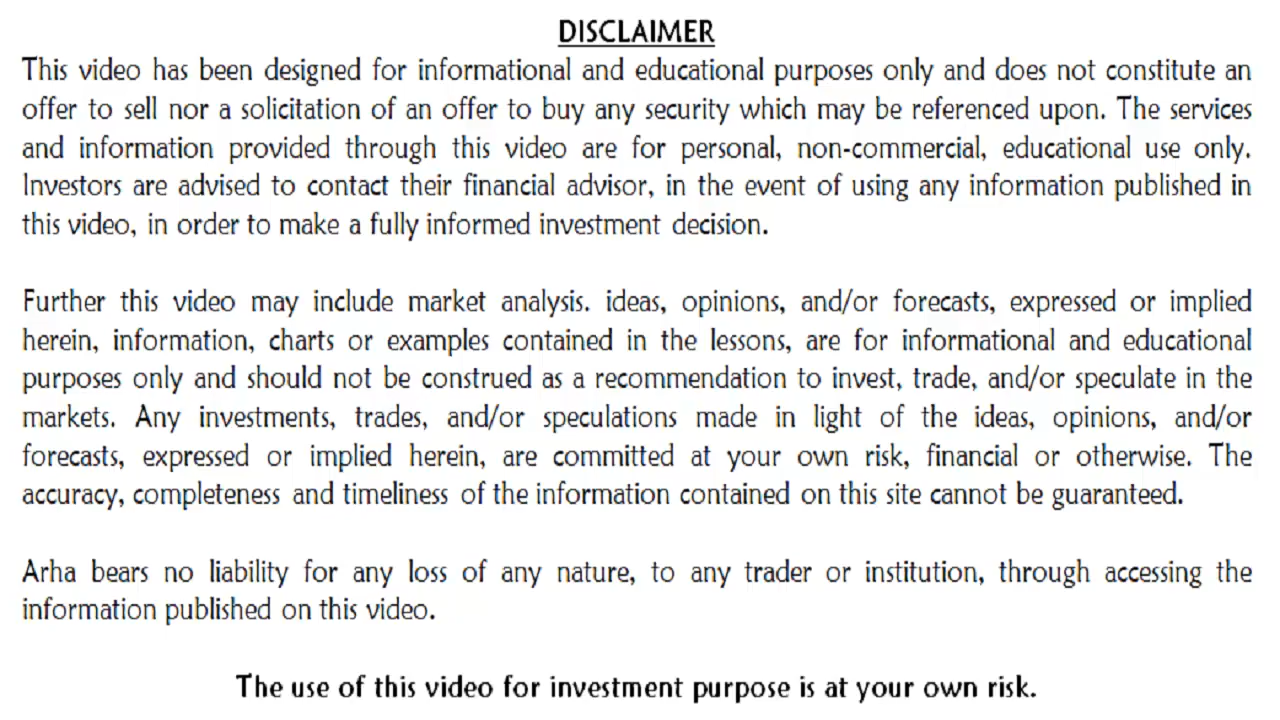 DISCLAIMER
This video has been designed for informational and educational purposes only and does not constitute an
offer to sell nor a solicitation of an offer to buy any security which may be referenced upon. The services
and information provided through this video are for personal, non-commercial, educational use only.
Investors are advised to contact their financial advisor, in the event of using any information published in
this video, in order to make a fully informed investment decision.
Further this video may include market analysis. ideas, opinions, and/or forecasts, expressed or implied
herein, information, charts or examples contained in the lessons, are for informational and educational
purposes only and should not be construed as a recommendation to invest, trade, and/or speculate in the
markets. Any investments, trades, and/or speculations made in light of the ideas, opinions, and/or
forecasts, expressed or implied herein, are committed at your own risk, financial or otherwise. The
accuracy, completeness and timeliness of the information contained on this site cannot be guaranteed.
Arha bears no liability for any loss of any nature, to any trader or institution, through accessing the
information published on this video.
The use of this video for investment purpose is at your own risk.